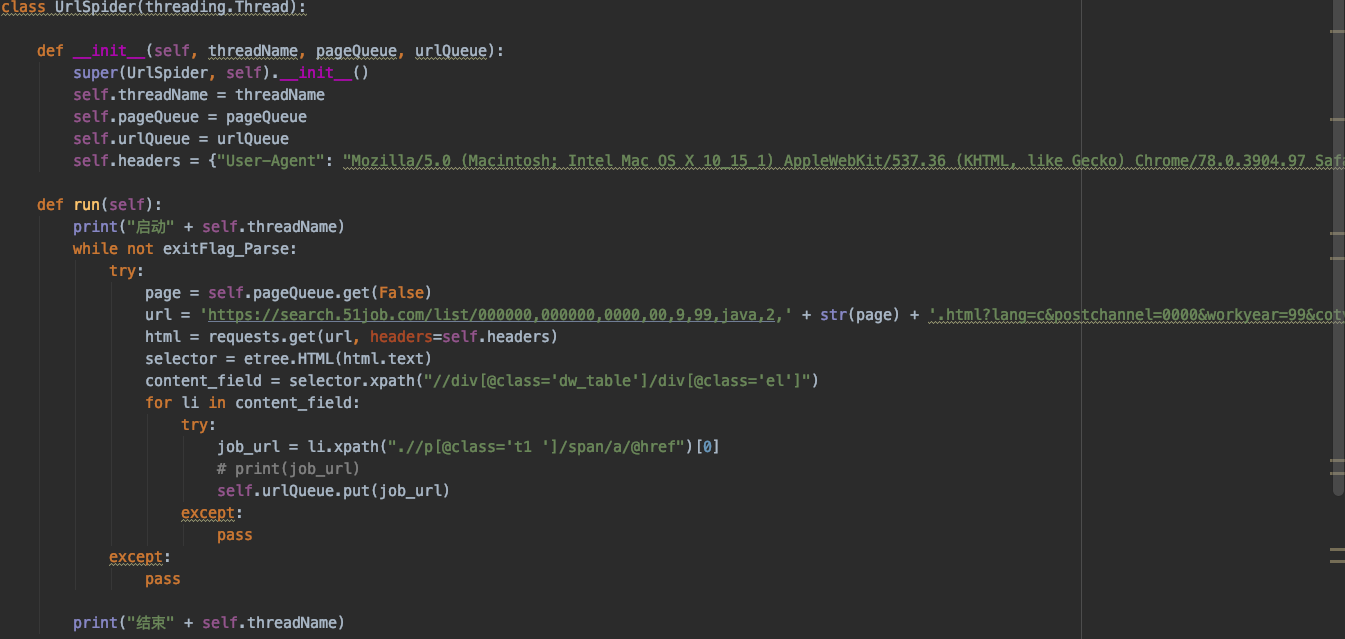 class UrlSpider(threading.Thread):
def __init__(self, threadName, pageQueue, urlQueue):
super(UrlSpider, self).__init__()
self.threadName = threadName
self.pageQueue = pageQueue
self.urlQueue = urlQueue
self.headers = {"User-Agent": "Mozilla/5.0 (Macintosh; Intel Mac OS X 10_15_1) AppleWebKit/537.36 (KHTML, like Gecko) Chrome/78.0.3904.97 Safa
def run(self):
print("启动" + self.threadName)
while not exitFlag_Parse:
try:
page = self.pageQueue.get(False)
url = 'https://search.51job.com/list/000000,000000,0000,00,9,99,java,2,' + str(page) + '.html?lang=c&postchannel=0000&workyear=99&cotv
html = requests.get(url, headers=self.headers)
selector = etree.HTML(html.text)
content_field = selector.xpath("//div[@class='dw_table']/div[@class='el']")
for li in content_field:
try:
job_url = li.xpath(".//p[@class='t1 ']/span/a/@href")[0]
# print(job_url)
self.urlQueue.put(job_url)
except:
pass
except:
pass
print("结束" + self.threadName)